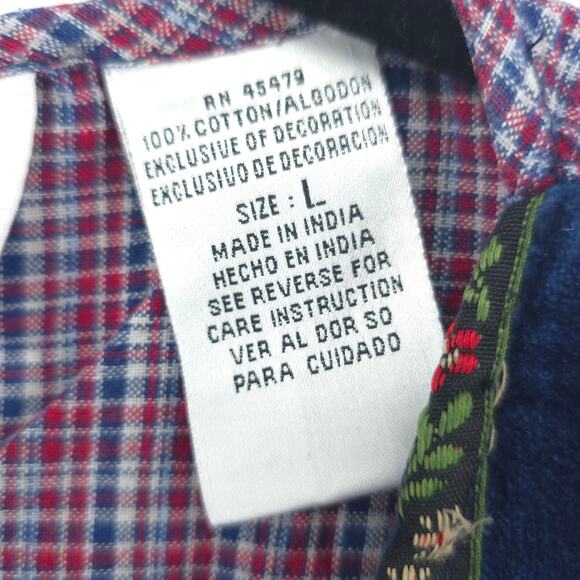 RN 45479
100% COTTON/ALGODON
EXCLUSIVE OF DECORATION
EXCLUSIVO DE DECORACION
SIZE : L
MADE IN INDIA
HECHO EN INDIA
SEE REVERSE FOR
CARE INSTRUCTION
VER AL DOR SO
PARA CUIDADO